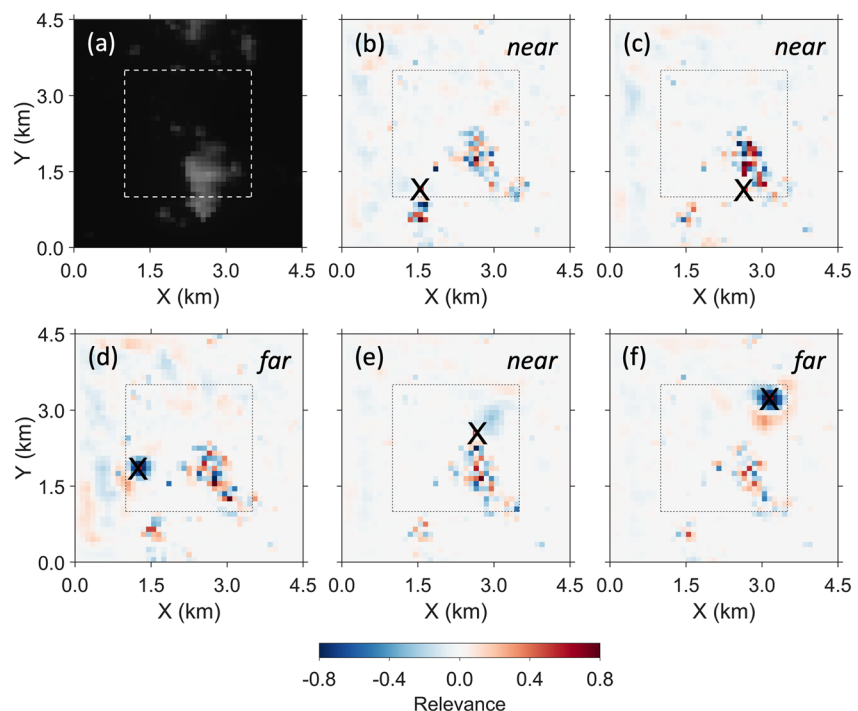 4.5
3.0
1.5
0.0
Y (km)
(a)
0.0 1.5 3.0 4.5
X (km)
(b) near
0.0 1.5 3.0 4.5
X (km)
(c) near
0.0 1.5 3.0 4.5
X (km)
X
X
4.5
3.0
1.5
0.0
Y (km)
(d) far
0.0 1.5 3.0 4.5
X (km)
(e) near
0.0 1.5 3.0 4.5
X (km)
(f) far
0.0 1.5 3.0 4.5
X (km)
X
X
X
-0.8 -0.4 0.0 0.4 0.8
Relevance